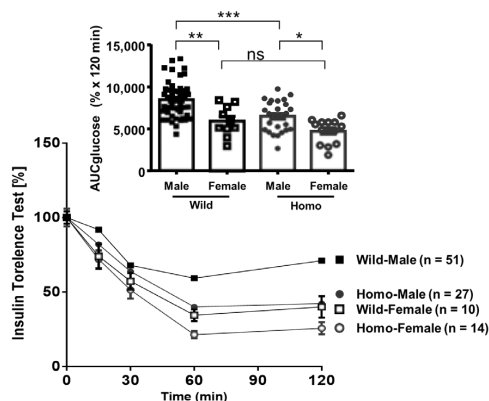 ***
**
*
ns
AUCglucose (% x 120 min)
15,000
10,000
5,000
0
Male Female Male Female
Wild Homo
Insulin Torelence Test [%]
150
100
50
0
0 30 60 90 120
Time (min)
Wild-Male (n = 51)
Homo-Male (n = 27)
Wild-Female (n = 10)
Homo-Female (n = 14)